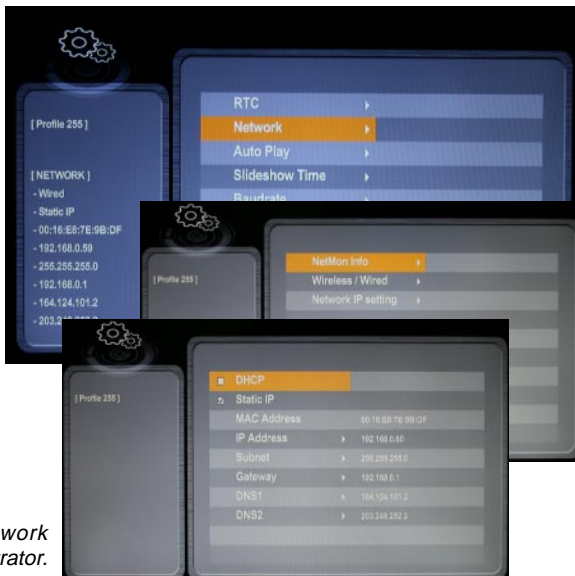 [ Profile 255 ]
[ NETWORK ]
- Wired
- Static IP
- 00:16:E8:7E:9B:DF
- 192.168.0.59
- 255.255.255.0
- 192.168.0.1
- 164.124.101.2
RTC
Network
Auto Play
Slideshow Time
Baudrate
[ Profile 255 ]
NetMon Info
Wireless / Wired
Network IP setting
[ Profile 255 ]
DHCP
Static IP
MAC Address 00:16:E8:7E:9B:DF
IP Address 192.168.0.60
Subnet 255.255.255.0
Gateway 192.168.0.1
DNS1 164.124.101.2
DNS2 203.248.252.2
work
rator.